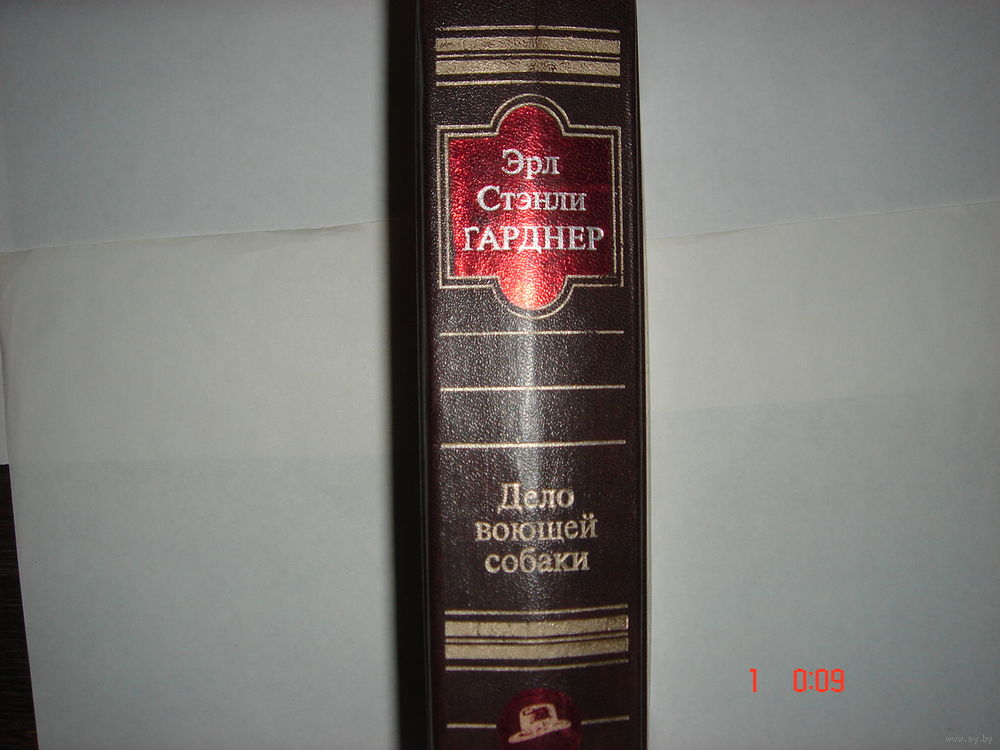 Эрл
Стэнли
ГАРДНЕР
Дело
воющей
собаки
1 0:09
www.ay.by